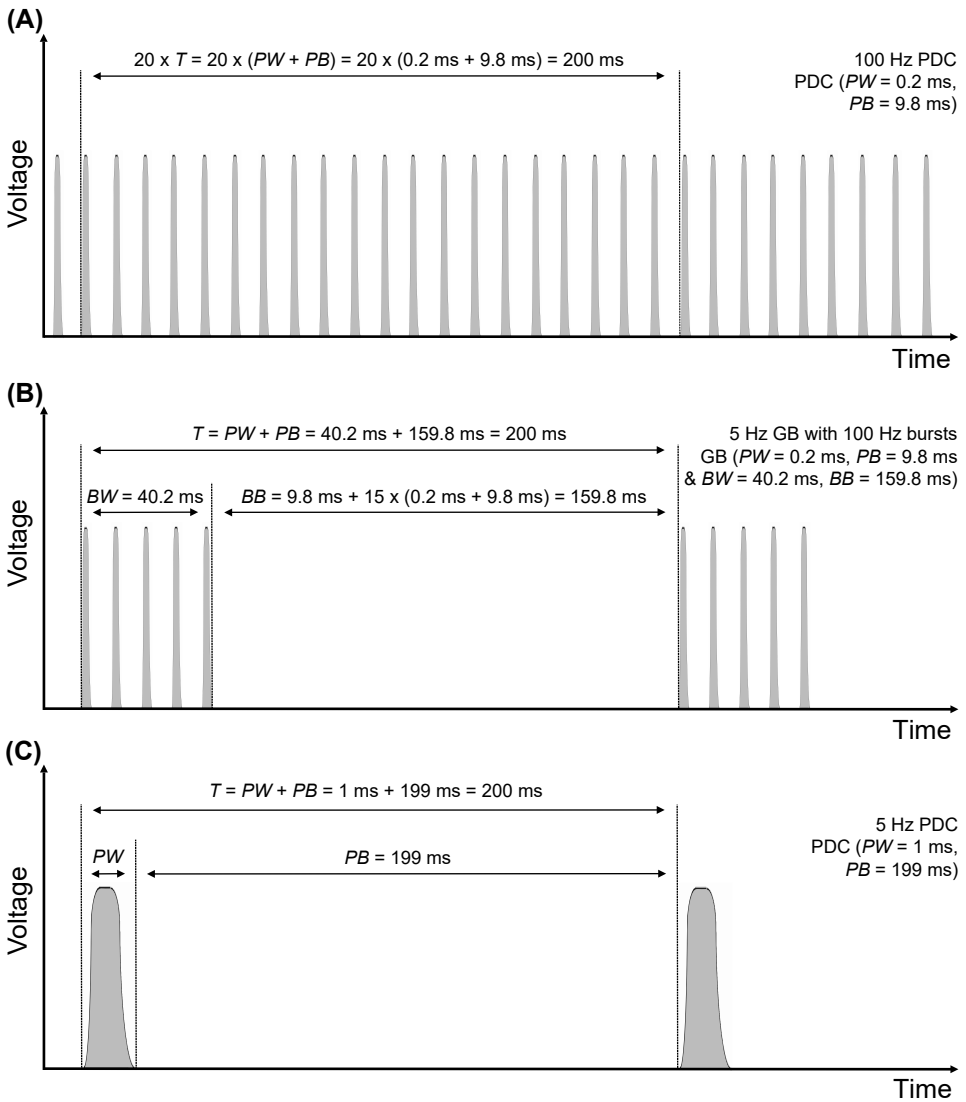 (A)
20 x T = 20 x (PW + PB) = 20 x (0.2 ms + 9.8 ms) = 200 ms
100 Hz PDC
PDC (PW = 0.2 ms,
PB = 9.8 ms)
Voltage
Time
(B)
T = PW + PB = 40.2 ms + 159.8 ms = 200 ms
5 Hz GB with 100 Hz bursts
GB (PW = 0.2 ms, PB = 9.8 ms
& BW = 40.2 ms, BB = 159.8 ms)
BW = 40.2 ms
BB = 9.8 ms + 15 x (0.2 ms + 9.8 ms) = 159.8 ms
Voltage
Time
(C)
T = PW + PB = 1 ms + 199 ms = 200 ms
5 Hz PDC
PDC (PW = 1 ms,
PB = 199 ms)
PW
PB = 199 ms
Voltage
Time